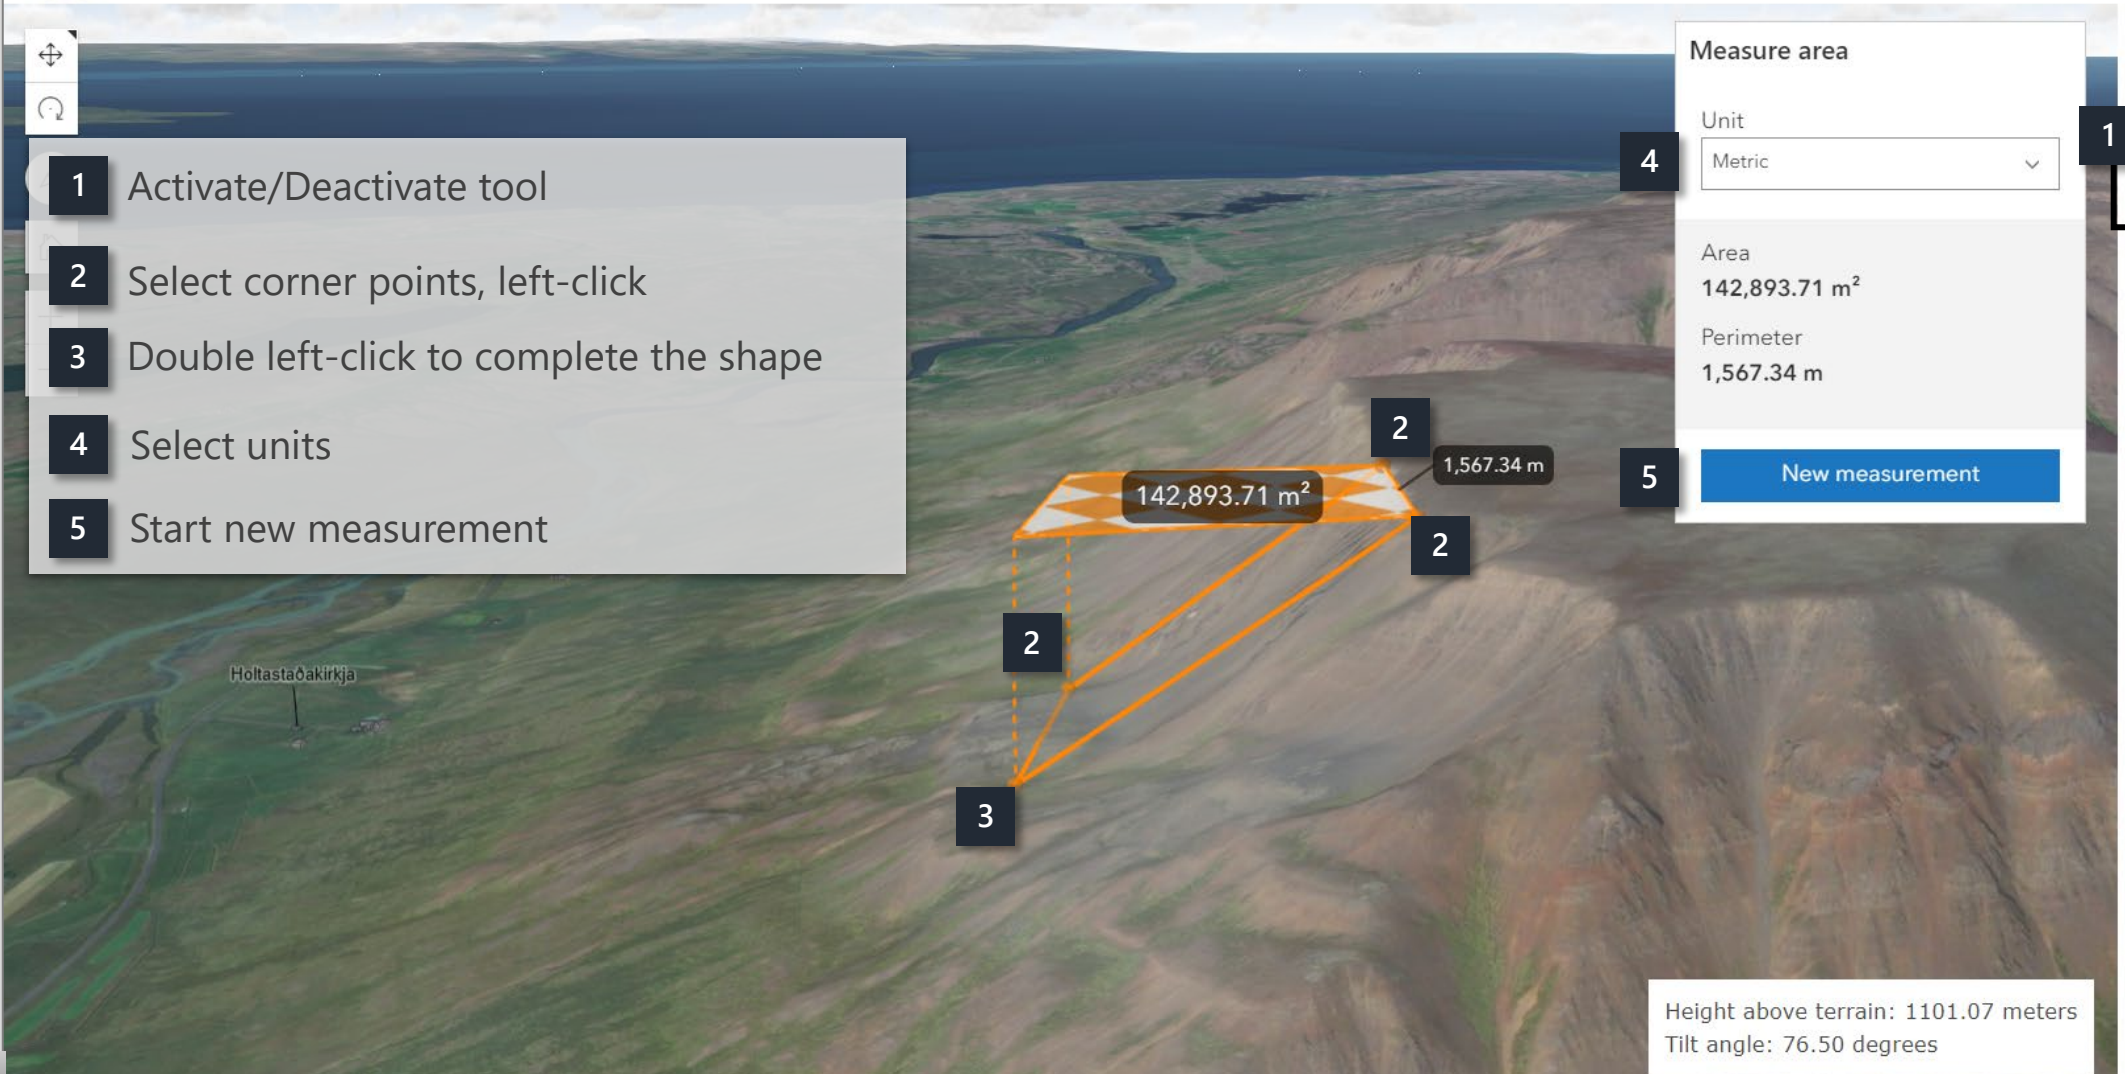 Measure area
Unit
1
4
Metric
1 Activate/Deactivate tool
2 Select corner points, left-click
3 Double left-click to complete the shape
4 Select units
5 Start new measurement
Area
142,893.71 m²
Perimeter
1,567.34 m
2
1,567.34 m
5
New measurement
142,893.71 m²
2
2
Holtastaðakirkja
3
Height above terrain: 1101.07 meters
Tilt angle: 76.50 degrees